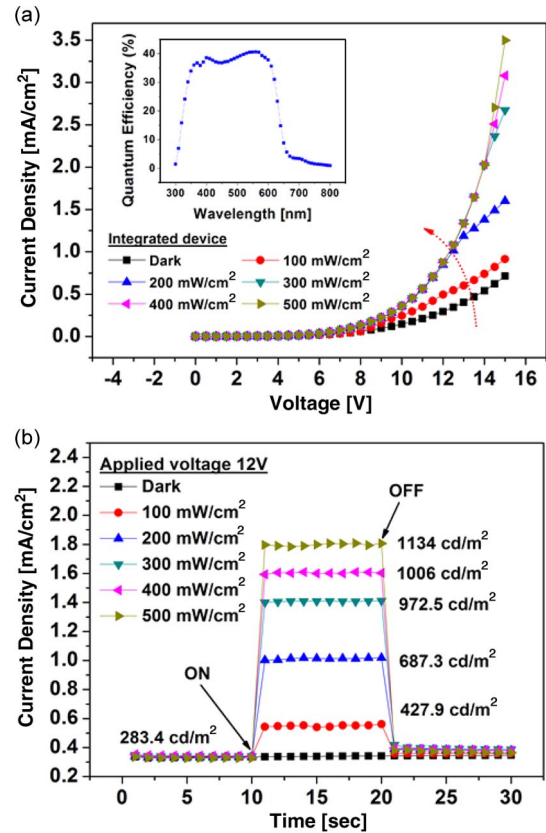 (a)
3.5
3.0
2.5
2.0
1.5
1.0
0.5
0.0
Current Density [mA/cm²]
40
30
20
10
0
Quantum Efficiency (%)
300 400 500 600 700 800
Wavelength [nm]
Integrated device
Dark
100 mW/cm²
200 mW/cm²
300 mW/cm²
400 mW/cm²
500 mW/cm²
-4 -2 0 2 4 6 8 10 12 14 16
Voltage [V]
(b)
2.4
2.2
2.0
1.8
1.6
1.4
1.2
1.0
0.8
0.6
0.4
0.2
Current Density [mA/cm²]
Applied voltage 12V
Dark
100 mW/cm²
200 mW/cm²
300 mW/cm²
400 mW/cm²
500 mW/cm²
OFF
1134 cd/m²
1006 cd/m²
972.5 cd/m²
687.3 cd/m²
ON
427.9 cd/m²
283.4 cd/m²
0 5 10 15 20 25 30
Time [sec]